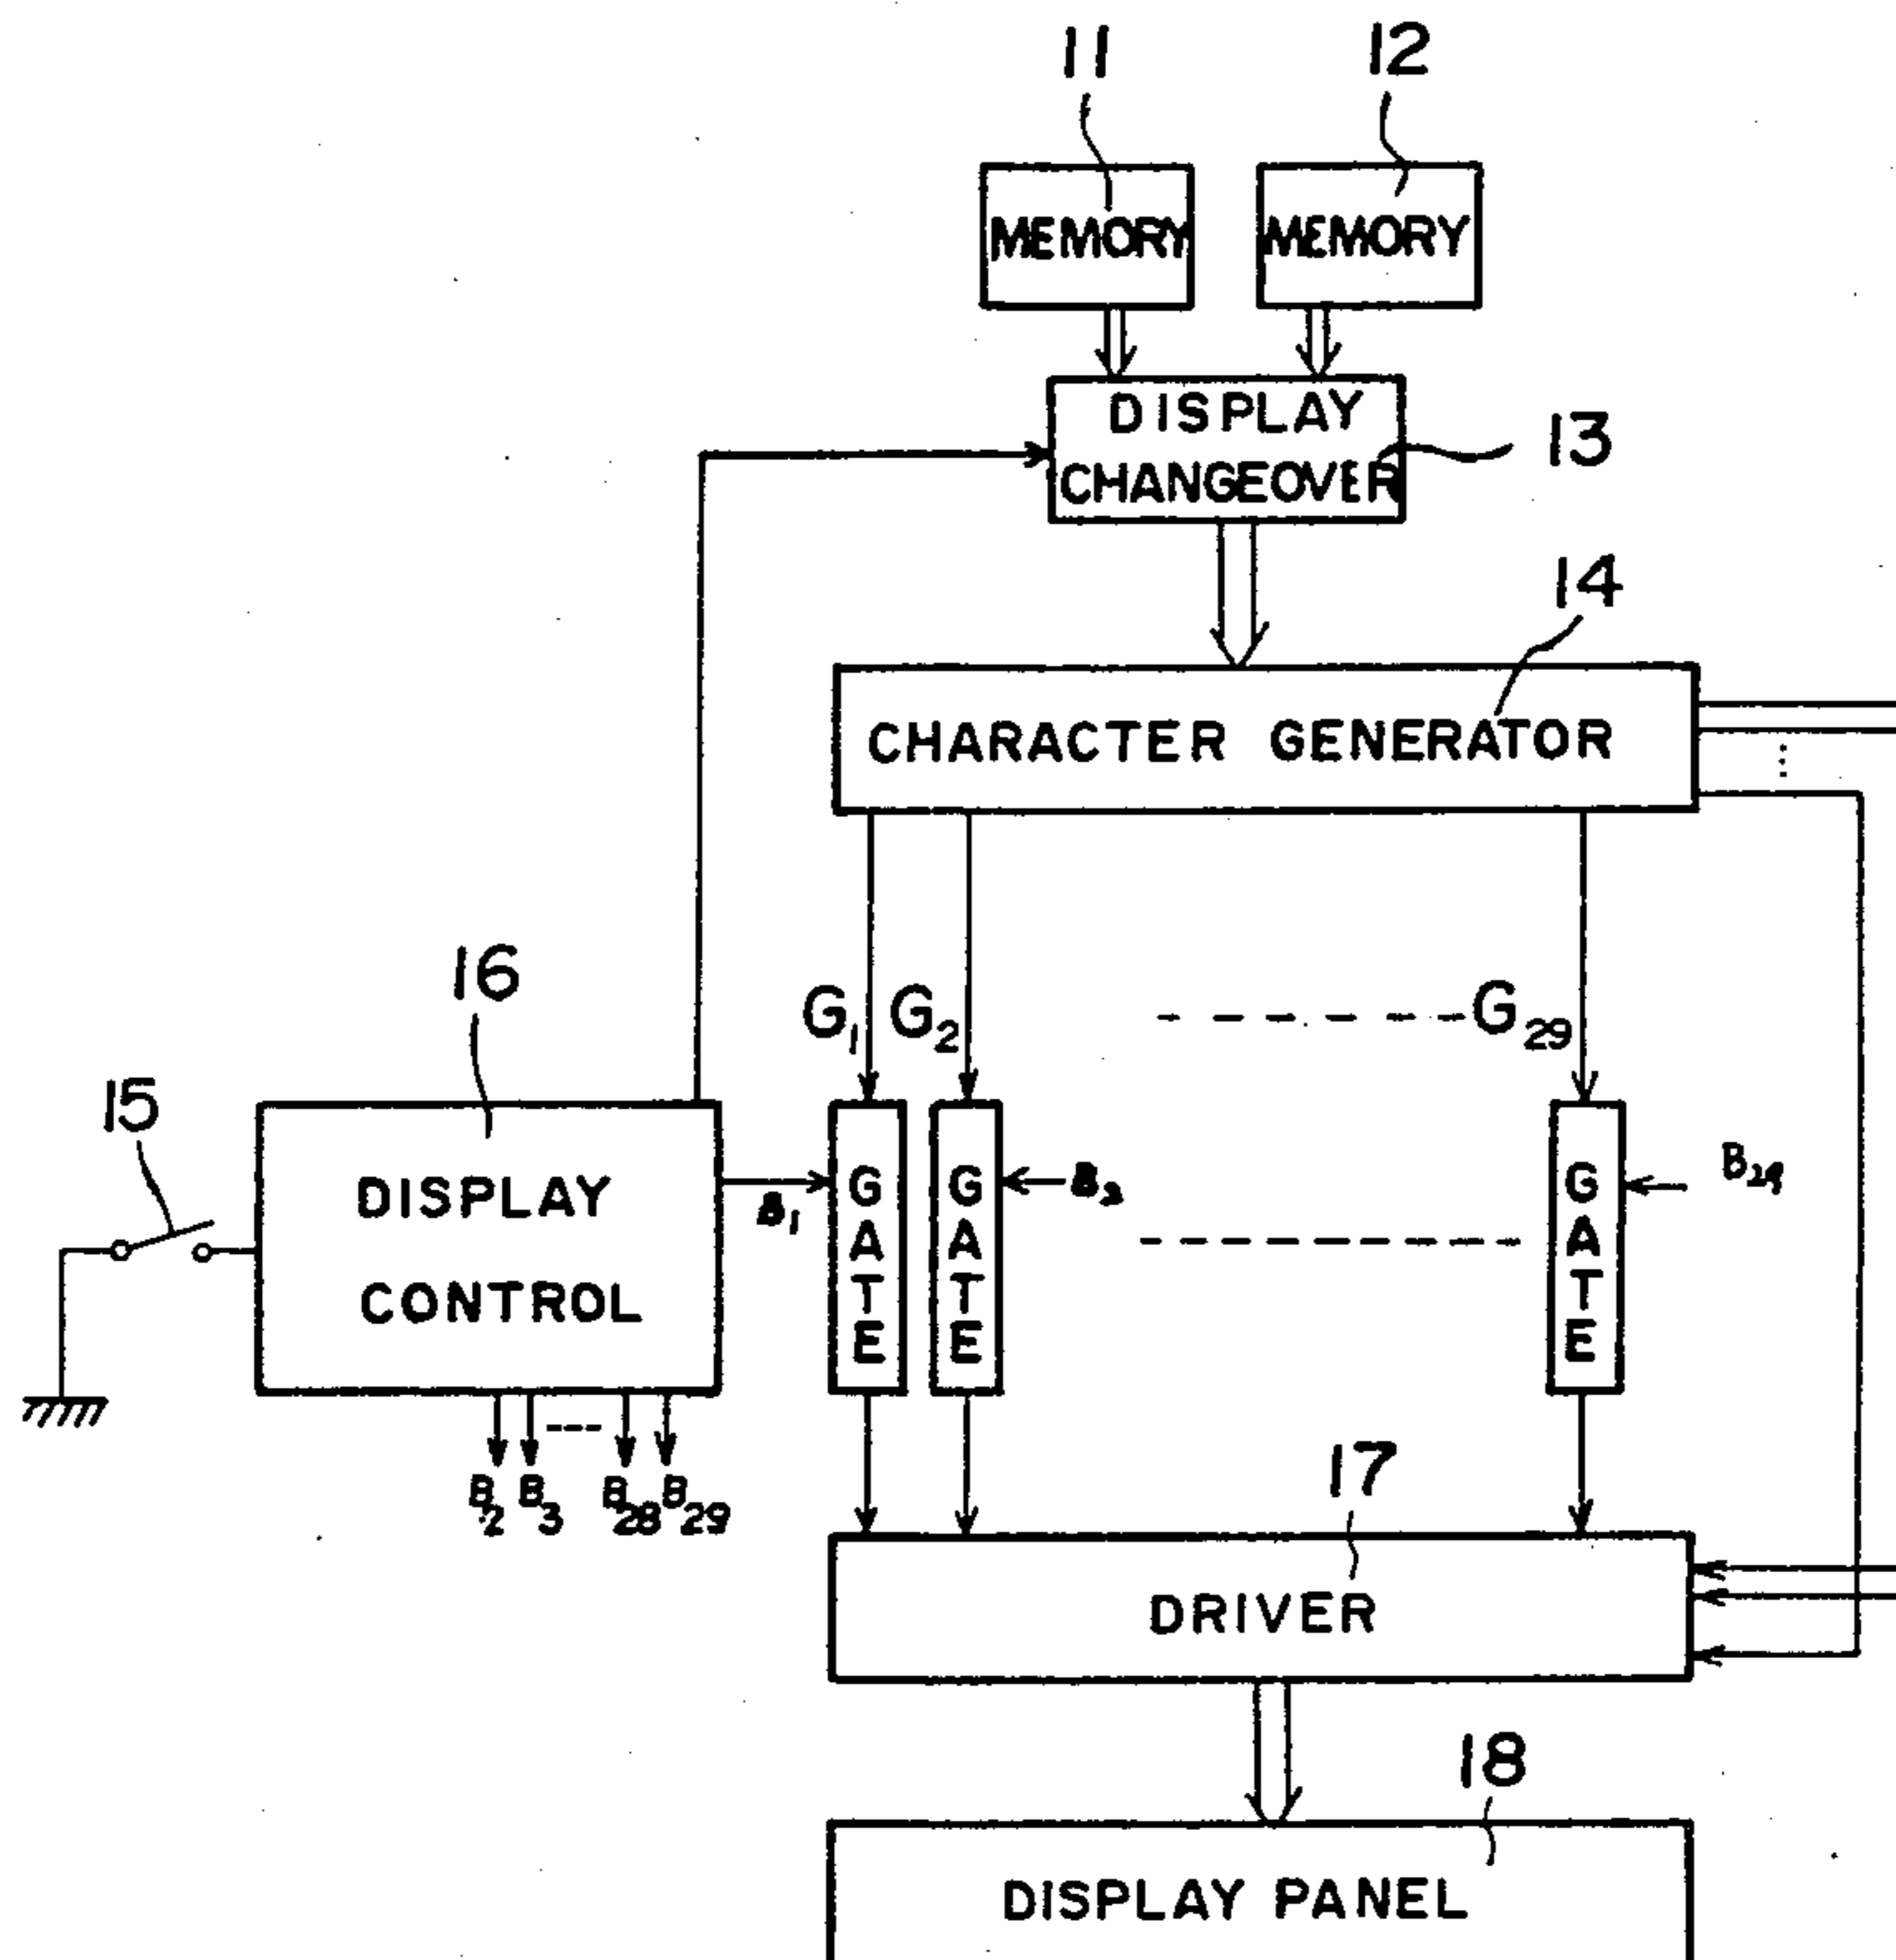 11
12
MEMORY
MEMORY
DISPLAY
CHANGEOVER
13
14
CHARACTER GENERATOR
16
G1
G2
G29
15
DISPLAY
CONTROL
B1
GATE
GATE
B2
GATE
B29
B2
B3
B28
B29
17
DRIVER
18
DISPLAY PANEL